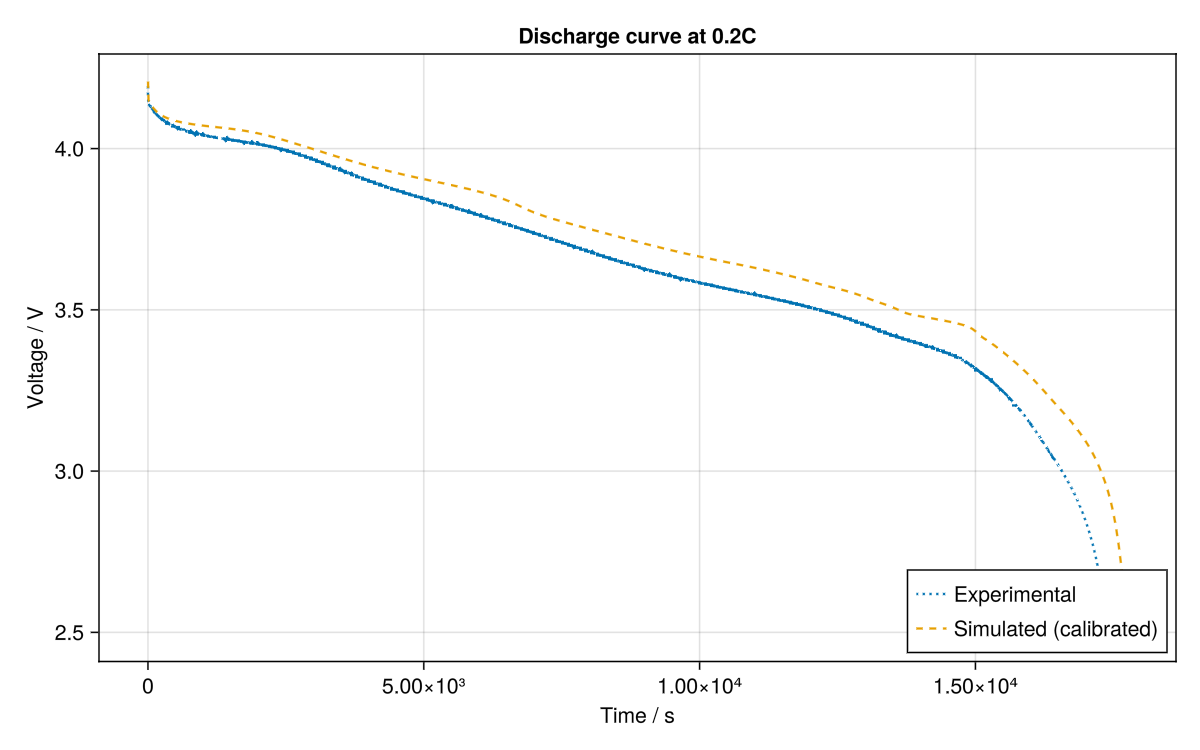 Discharge curve at 0.2C
Voltage / V
4.0
3.5
3.0
2.5
0
5.00×10³
1.00×10⁴
1.50×10⁴
Time / s
Experimental
Simulated (calibrated)